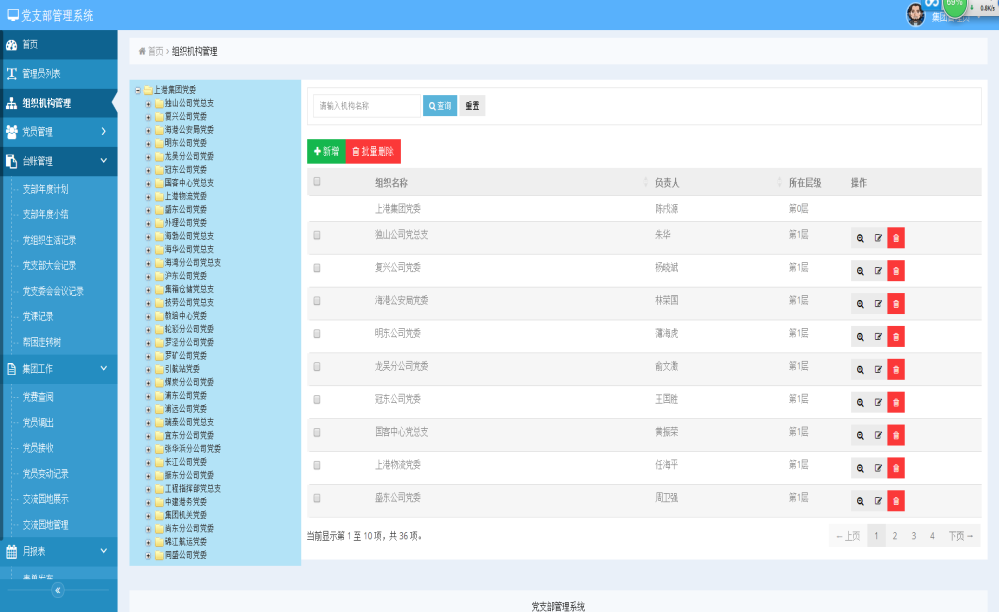 党支部管理系统
69%
0.0K/s
首页
管理员列表
组织机构管理
党员管理
台账管理
支部年度计划
支部年度小结
党组织生活记录
党支部大会记录
党支委会会议记录
党课记录
帮困走转树
集团工作
党费查阅
党员调出
党员接收
党员变动记录
交流园地展示
交流园地管理
月报表
首页 > 组织机构管理
上港集团党委
独山公司党总支
复兴公司党委
海港公安局党委
明东公司党委
龙吴分公司党委
冠东公司党委
国客中心党总支
上港物流党委
盛东公司党委
外理公司党委
海勃公司党总支
海华公司党总支
海湾分公司党总支
沪东公司党委
集箱仓储党总支
技劳公司党总支
教培中心党委
轮驳分公司党委
罗泾分公司党委
罗矿公司党委
引航站党委
煤炭分公司党委
浦东公司党委
浦远公司党委
瑞泰公司党总支
宜东分公司党委
张华浜分公司党委
长江公司党委
振东分公司党委
工程指挥部党总支
中建港务党委
集团机关党委
尚东分公司党委
锦江航运党委
同盛公司党委
请输入机构名称 查询 重置
新增 批量删除
组织名称 负责人 所在层级 操作
上港集团党委 陈戌源 第0层
独山公司党总支 朱华 第1层
复兴公司党委 杨晓斌 第1层
海港公安局党委 林荣国 第1层
明东公司党委 潘海虎 第1层
龙吴分公司党委 俞文澈 第1层
冠东公司党委 王国胜 第1层
国客中心党总支 黄振荣 第1层
上港物流党委 任海平 第1层
盛东公司党委 周卫强 第1层
当前显示第 1 至 10 项，共 36 项。
← 上页 1 2 3 4 下页 →
党支部管理系统